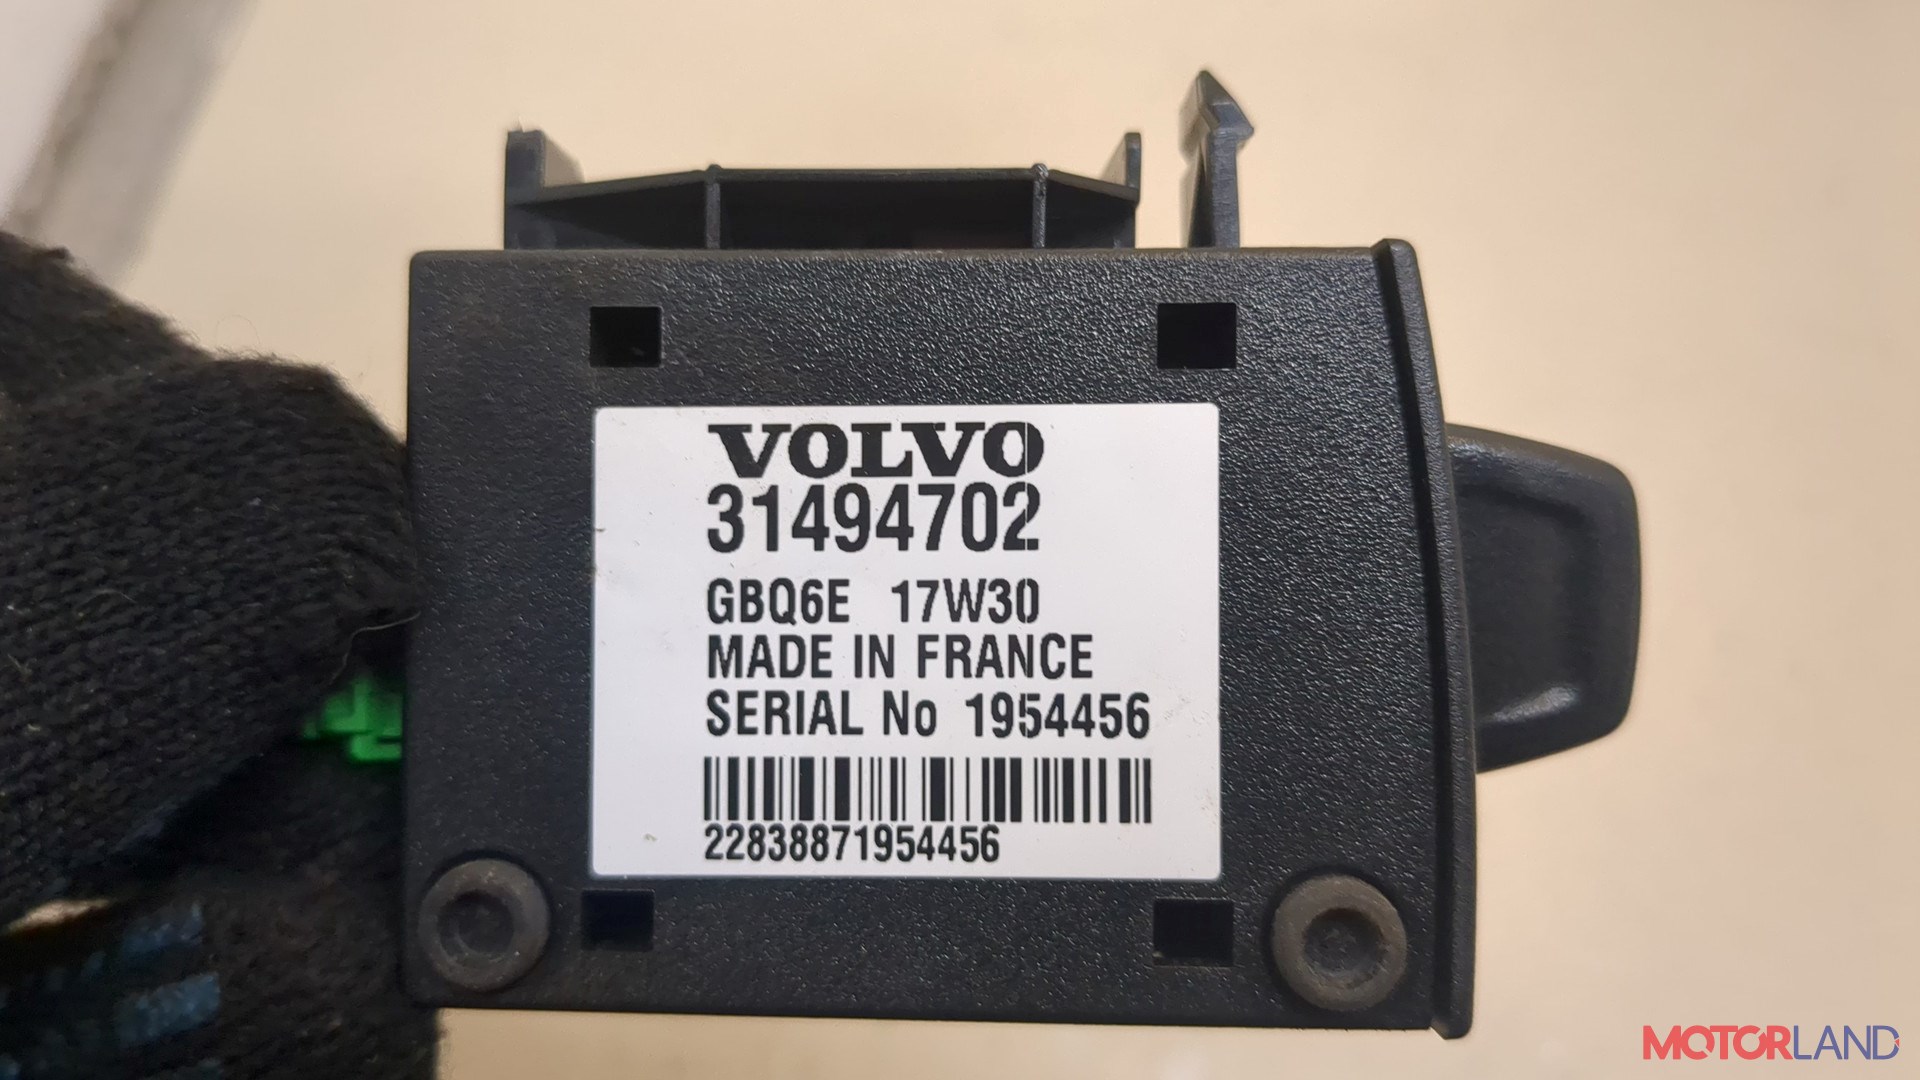 VOLVO
31494702
GBQ6E 17W30
MADE IN FRANCE
SERIAL No 1954456
22838871954456
MOTORLAND